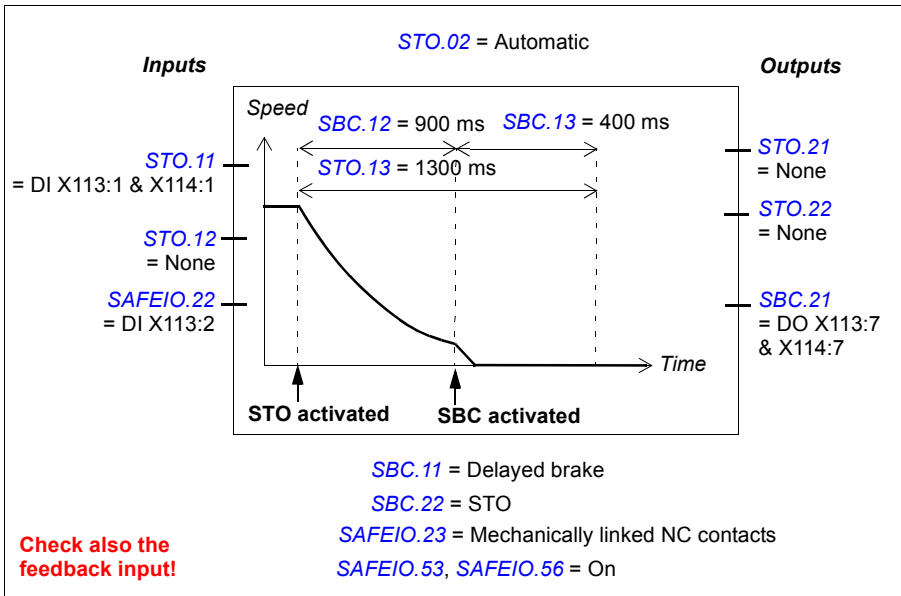 STO.02 = Automatic
Inputs
Outputs
Speed
SBC.12 = 900 ms
SBC.13 = 400 ms
STO.13 = 1300 ms
STO.11
= DI X113:1 & X114:1
STO.12
= None
SAFEIO.22
= DI X113:2
STO.21
= None
STO.22
= None
SBC.21
= DO X113:7
& X114:7
Time
STO activated
SBC activated
SBC.11 = Delayed brake
SBC.22 = STO
SAFEIO.23 = Mechanically linked NC contacts
SAFEIO.53, SAFEIO.56 = On
Check also the
feedback input!